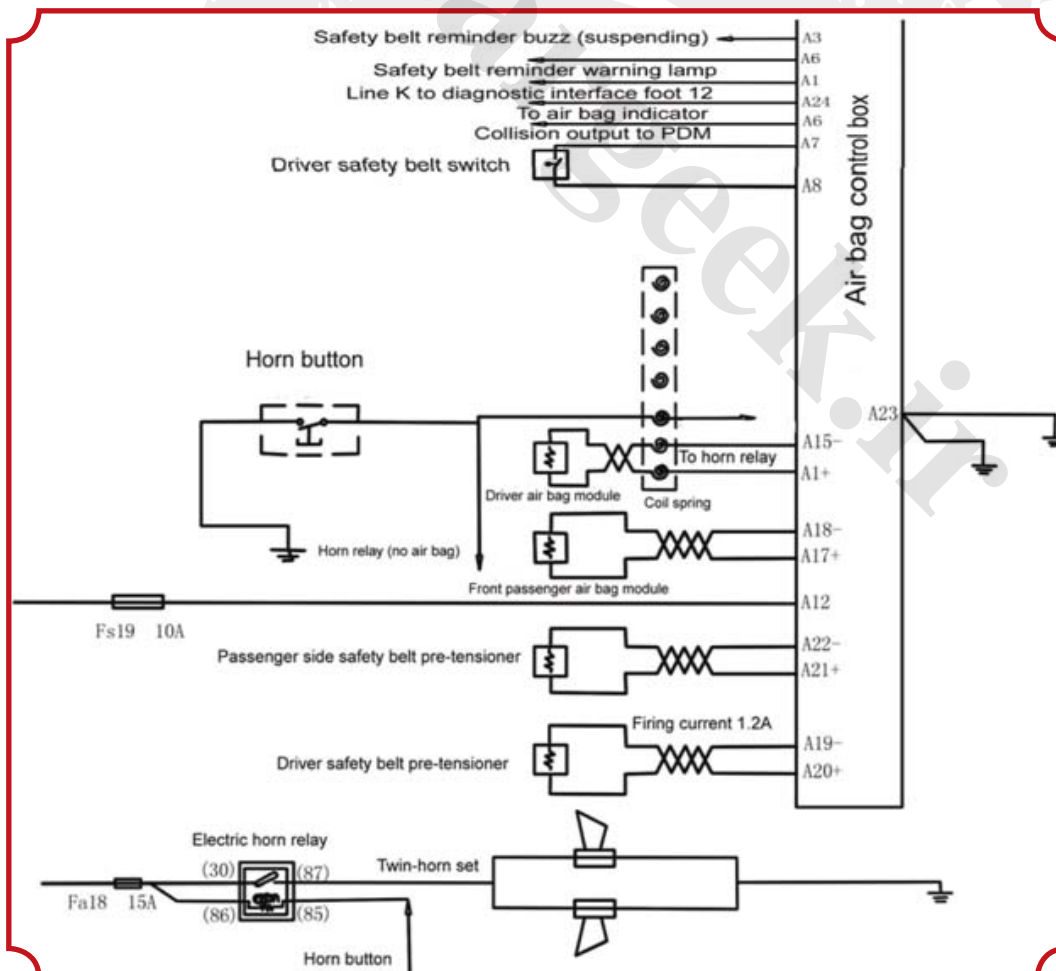 Safety belt reminder buzz (suspending)
A3
A6
Safety belt reminder warning lamp
A1
Line K to diagnostic interface foot 12
A24
To air bag indicator
A6
Collision output to PDM
A7
Driver safety belt switch
A8
Air bag control box
Horn button
A23
A15-
To horn relay
A1+
Driver air bag module
Coil spring
A18-
Horn relay (no air bag)
A17+
Front passenger air bag module
A12
Fs19 10A
A22-
Passenger side safety belt pre-tensioner
A21+
Firing current 1.2A
A19-
Driver safety belt pre-tensioner
A20+
Electric horn relay
(30) (87)
Twin-horn set
Fa18 15A
(86) (85)
Horn button
geek.ir